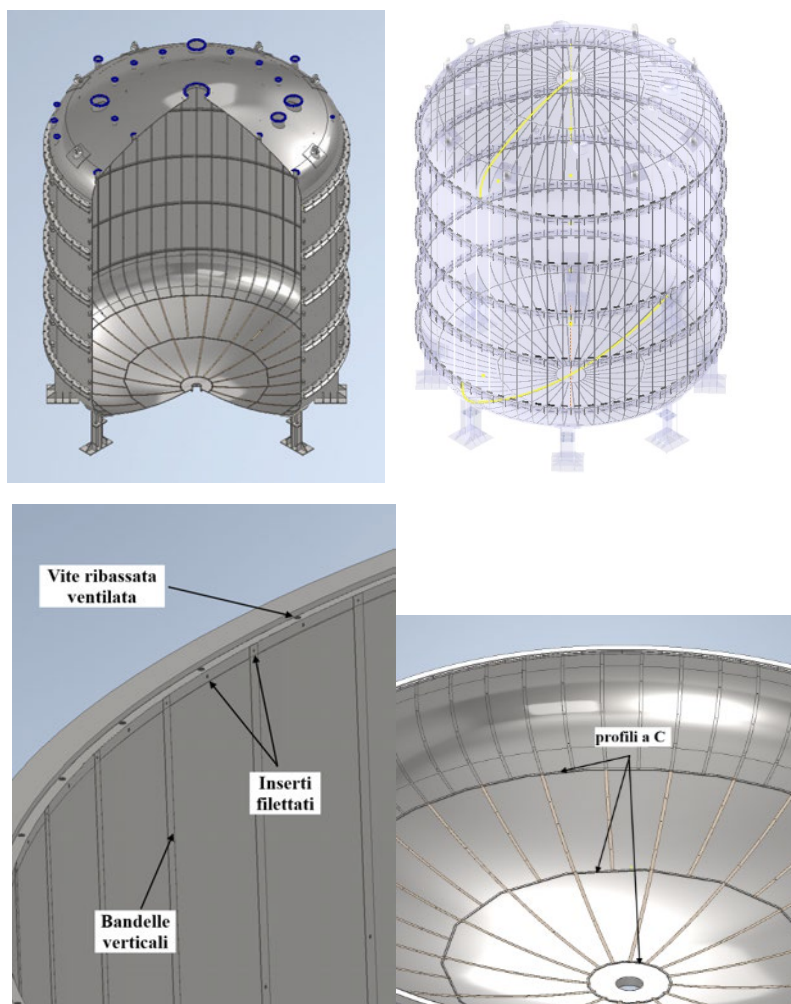 Vite ribassata
ventilata
Inserti
filettati
Bandelle
verticali
profili a C